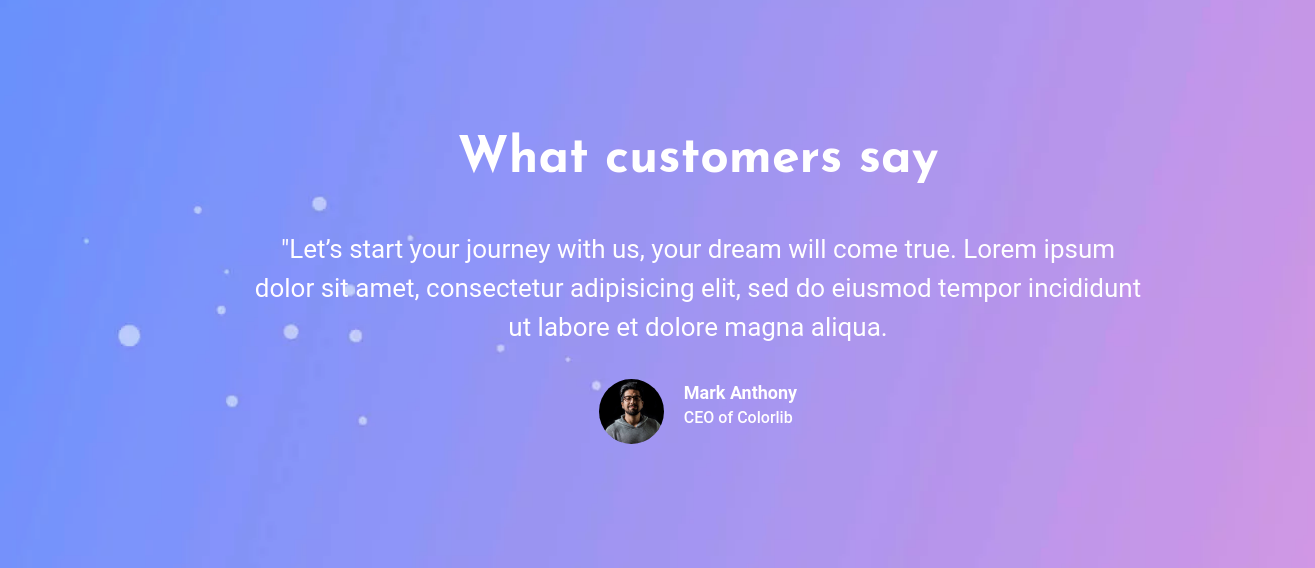 What customers say
"Let’s start your journey with us, your dream will come true. Lorem ipsum
dolor sit amet, consectetur adipisicing elit, sed do eiusmod tempor incididunt
ut labore et dolore magna aliqua.
Mark Anthony
CEO of Colorlib